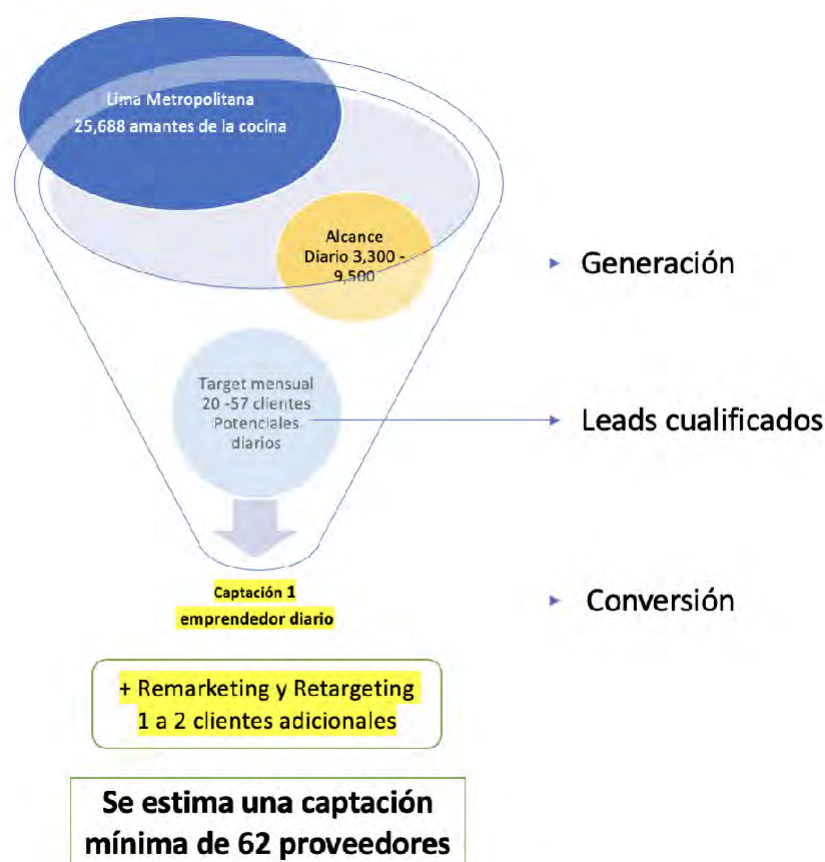 Lima Metropolitana
25,688 amantes de la cocina
Alcance
Diario 3,300 -
9,500
Generación
Target mensual
20 -57 clientes
Potenciales
diarios
Leads cualificados
Captación 1
emprendedor diario
Conversión
+ Remarketing y Retargeting
1 a 2 clientes adicionales
Se estima una captación
mínima de 62 proveedores